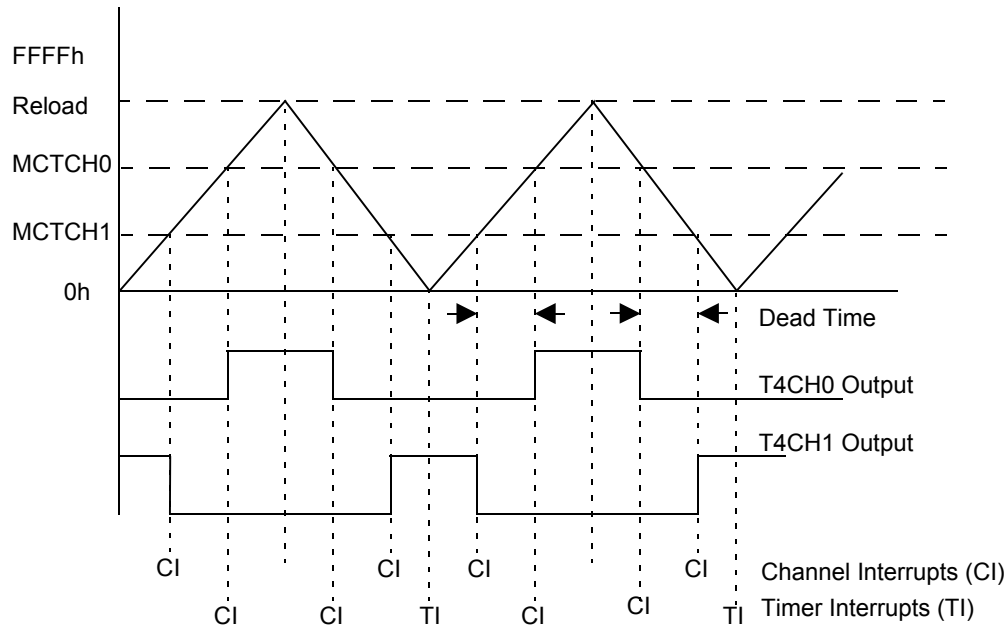 FFFFh
Reload
MCTCH0
MCTCH1
0h
Dead Time
T4CH0 Output
T4CH1 Output
CI CI CI CI Channel Interrupts (CI)
CI CI TI CI CI TI Timer Interrupts (TI)